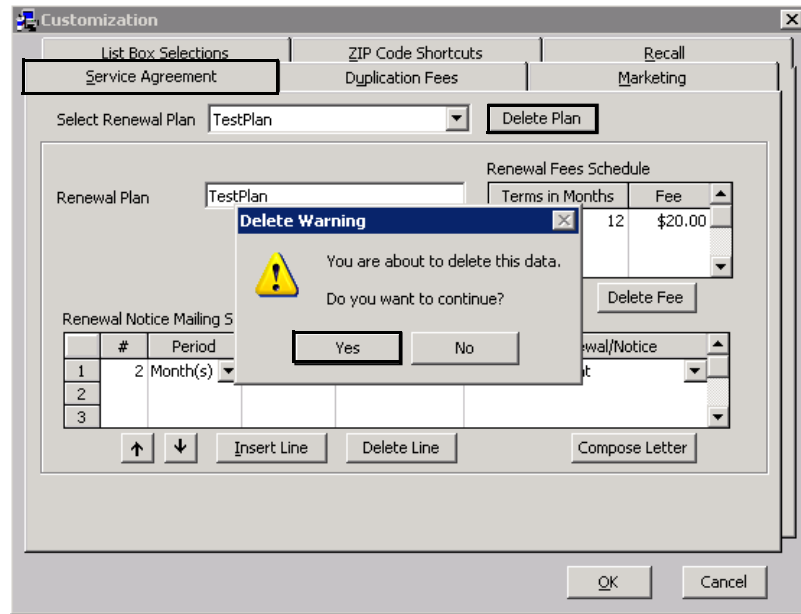 Customization
List Box Selections ZIP Code Shortcuts Recall
Service Agreement Duplication Fees Marketing
Select Renewal Plan TestPlan Delete Plan
Renewal Fees Schedule
Renewal Plan TestPlan Terms in Months Fee
12 $20.00
Delete Warning
You are about to delete this data.
Do you want to continue?
Yes No
Delete Fee
Renewal Notice Mailing S
# Period ewal/Notice
1 2 Month(s)
2
3
Insert Line Delete Line Compose Letter
OK Cancel